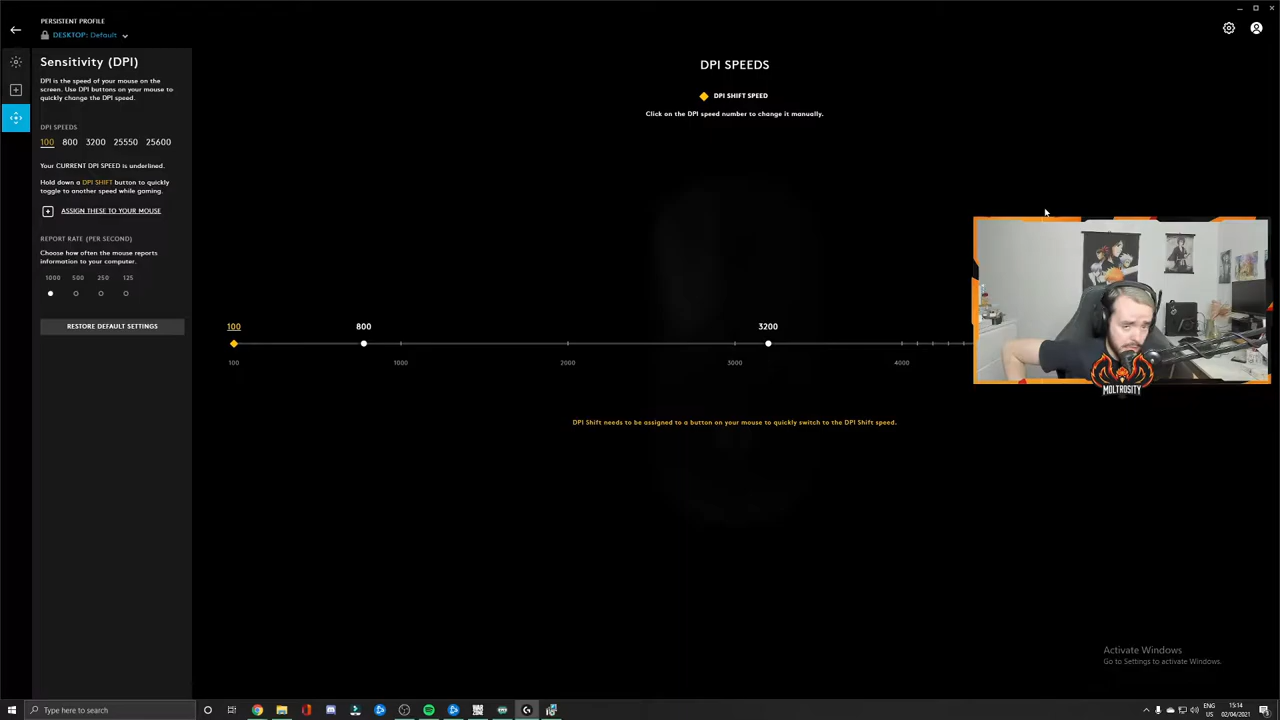 PERSISTENT PROFILE
DESKTOP: Default
Sensitivity (DPI)
DPI is the speed of your mouse on the
screen. Use DPI buttons on your mouse to
quickly change the DPI speed.
DPI SPEEDS
100 800 3200 25550 25600
Your CURRENT DPI SPEED is underlined.
Hold down a DPI SHIFT button to quickly
toggle to another speed while gaming.
ASSIGN THESE TO YOUR MOUSE
REPORT RATE (PER SECOND)
Choose how often the mouse reports
information to your computer.
1000 500 250 125
RESTORE DEFAULT SETTINGS
DPI SPEEDS
DPI SHIFT SPEED
Click on the DPI speed number to change it manually.
100 800 3200
100 1000 2000 3000 4000
DPI Shift needs to be assigned to a button on your mouse to quickly switch to the DPI Shift speed.
MOLTROSITY
Activate Windows
Go to Settings to activate Windows.
Type here to search
ENG
US
15:14
02/04/2021